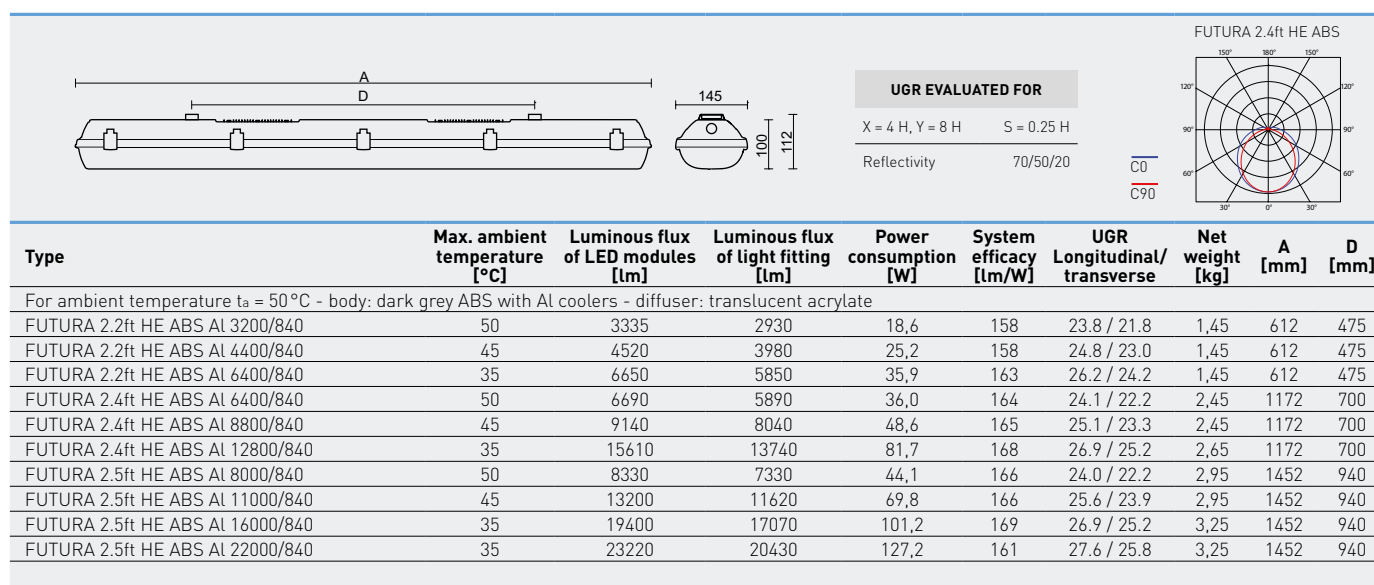 FUTURA 2.4ft HE ABS
150° 180° 150°
120° 120°
90° 90°
60° 60°
30° 0° 30°
C0
C90
A
D
145
100
112
UGR EVALUATED FOR
X = 4 H, Y = 8 H S = 0.25 H
Reflectivity 70/50/20
Type Max. ambient temperature [°C] Luminous flux of LED modules [lm] Luminous flux of light fitting [lm] Power consumption [W] System efficacy [lm/W] UGR Longitudinal/ transverse Net weight [kg] A [mm] D [mm]
For ambient temperature ta = 50 °C - body: dark grey ABS with Al coolers - diffuser: translucent acrylate
FUTURA 2.2ft HE ABS Al 3200/840 50 3335 2930 18,6 158 23.8 / 21.8 1,45 612 475
FUTURA 2.2ft HE ABS Al 4400/840 45 4520 3980 25,2 158 24.8 / 23.0 1,45 612 475
FUTURA 2.2ft HE ABS Al 6400/840 35 6650 5850 35,9 163 26.2 / 24.2 1,45 612 475
FUTURA 2.4ft HE ABS Al 6400/840 50 6690 5890 36,0 164 24.1 / 22.2 2,45 1172 700
FUTURA 2.4ft HE ABS Al 8800/840 45 9140 8040 48,6 165 25.1 / 23.3 2,45 1172 700
FUTURA 2.4ft HE ABS Al 12800/840 35 15610 13740 81,7 168 26.9 / 25.2 2,65 1172 700
FUTURA 2.5ft HE ABS Al 8000/840 50 8330 7330 44,1 166 24.0 / 22.2 2,95 1452 940
FUTURA 2.5ft HE ABS Al 11000/840 45 13200 11620 69,8 166 25.6 / 23.9 2,95 1452 940
FUTURA 2.5ft HE ABS Al 16000/840 35 19400 17070 101,2 169 26.9 / 25.2 3,25 1452 940
FUTURA 2.5ft HE ABS Al 22000/840 35 23220 20430 127,2 161 27.6 / 25.8 3,25 1452 940